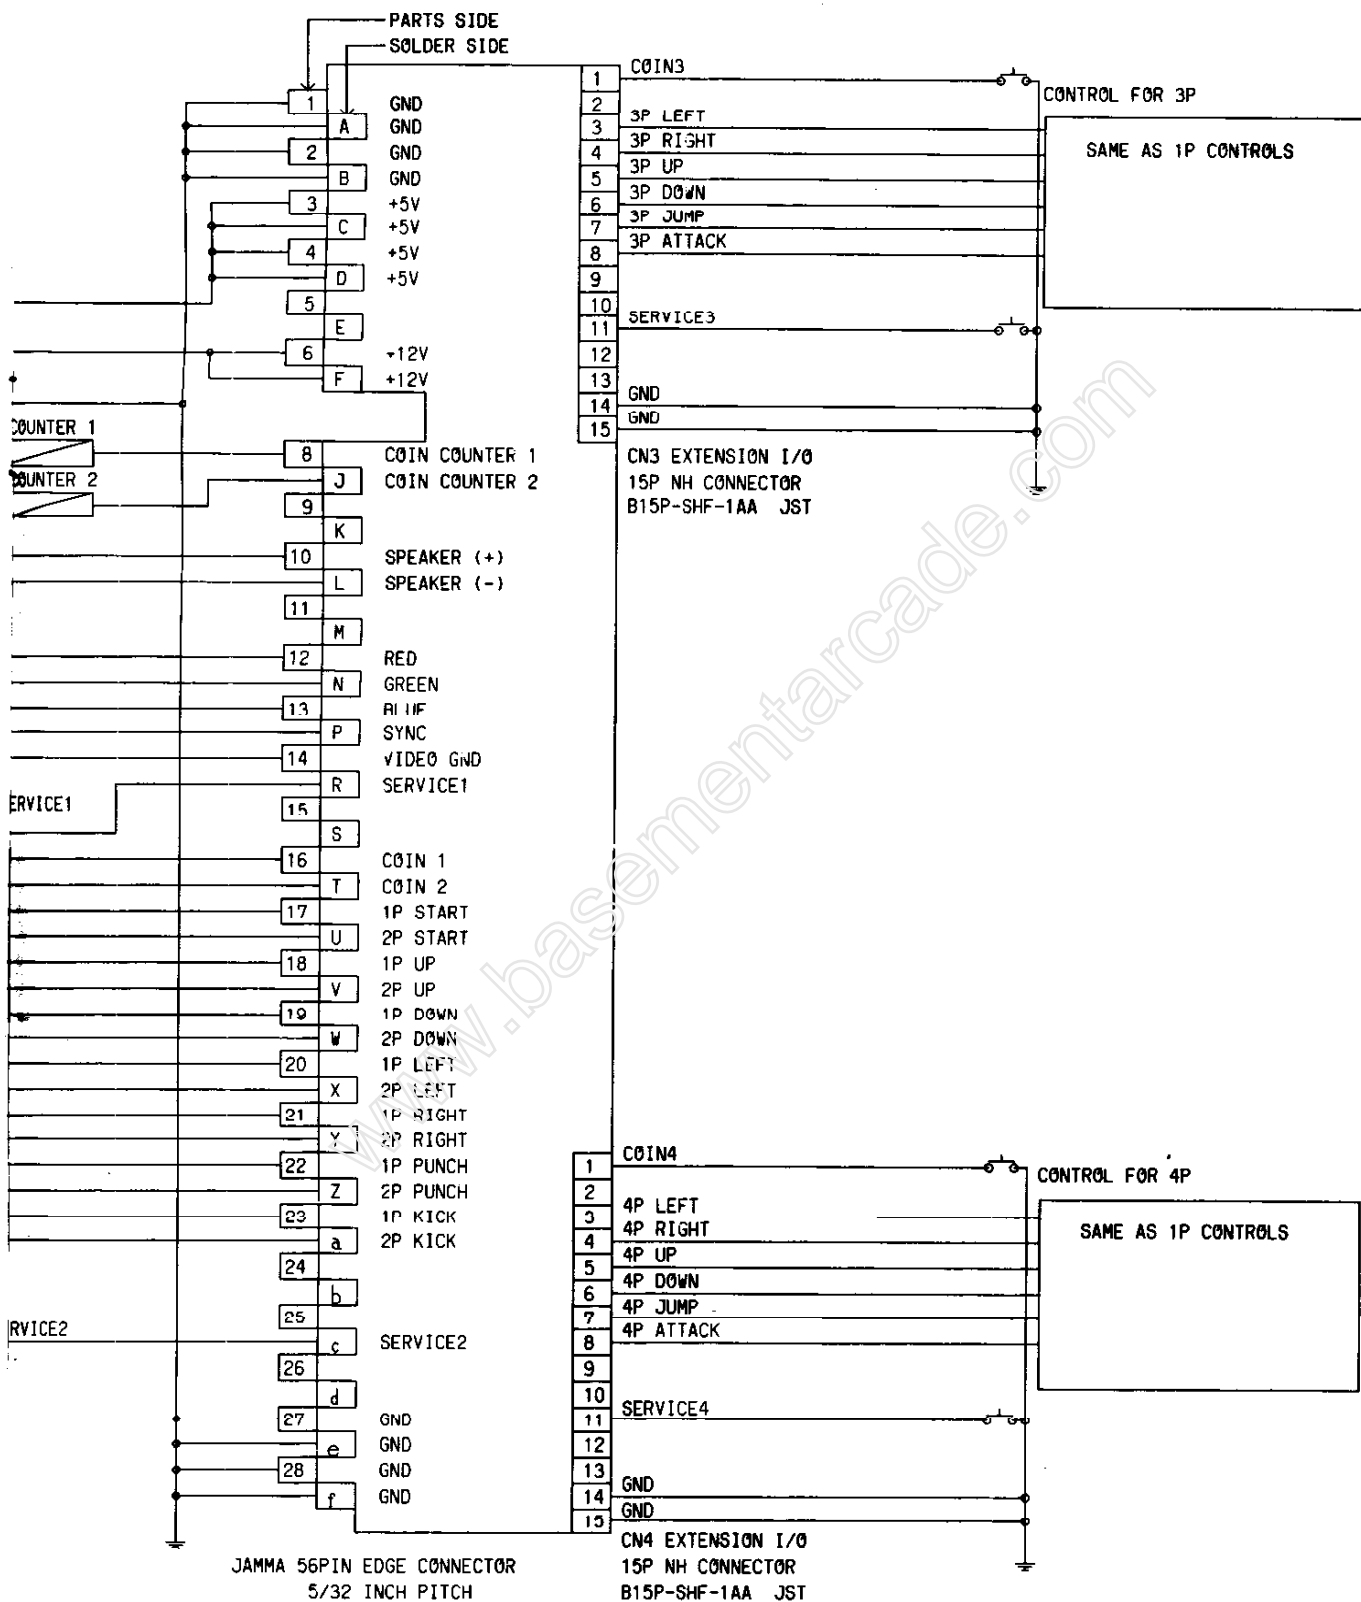 PARTS SIDE
SOLDER SIDE
1 GND
A GND
2 GND
B GND
3 +5V
C +5V
4 +5V
D +5V
5
E
6 +12V
F +12V
COUNTER 1
8 COIN COUNTER 1
OUNTER 2
J COIN COUNTER 2
9
K
10 SPEAKER (+)
L SPEAKER (-)
11
M
12 RED
N GREEN
13 BLUE
P SYNC
14 VIDEO GND
R SERVICE1
ERVICE1
15
S
16 COIN 1
T COIN 2
17 1P START
U 2P START
18 1P UP
V 2P UP
19 1P DOWN
W 2P DOWN
20 1P LEFT
X 2P LEFT
21 1P RIGHT
Y 2P RIGHT
22 1P PUNCH
Z 2P PUNCH
23 1P KICK
a 2P KICK
24
b
25
RVICE2
c SERVICE2
26
d
27 GND
e GND
28 GND
f GND
JAMMA 56PIN EDGE CONNECTOR
5/32 INCH PITCH
1 COIN3
2
3 3P LEFT
4 3P RIGHT
5 3P UP
6 3P DOWN
7 3P JUMP
8 3P ATTACK
9
10
11 SERVICE3
12
13
14 GND
15 GND
CN3 EXTENSION I/O
15P NH CONNECTOR
B15P-SHF-1AA JST
CONTROL FOR 3P
SAME AS 1P CONTROLS
1 COIN4
2
3 4P LEFT
4 4P RIGHT
5 4P UP
6 4P DOWN
7 4P JUMP
8 4P ATTACK
9
10
11 SERVICE4
12
13
14 GND
15 GND
CN4 EXTENSION I/O
15P NH CONNECTOR
B15P-SHF-1AA JST
CONTROL FOR 4P
SAME AS 1P CONTROLS
www.basementarcade.com